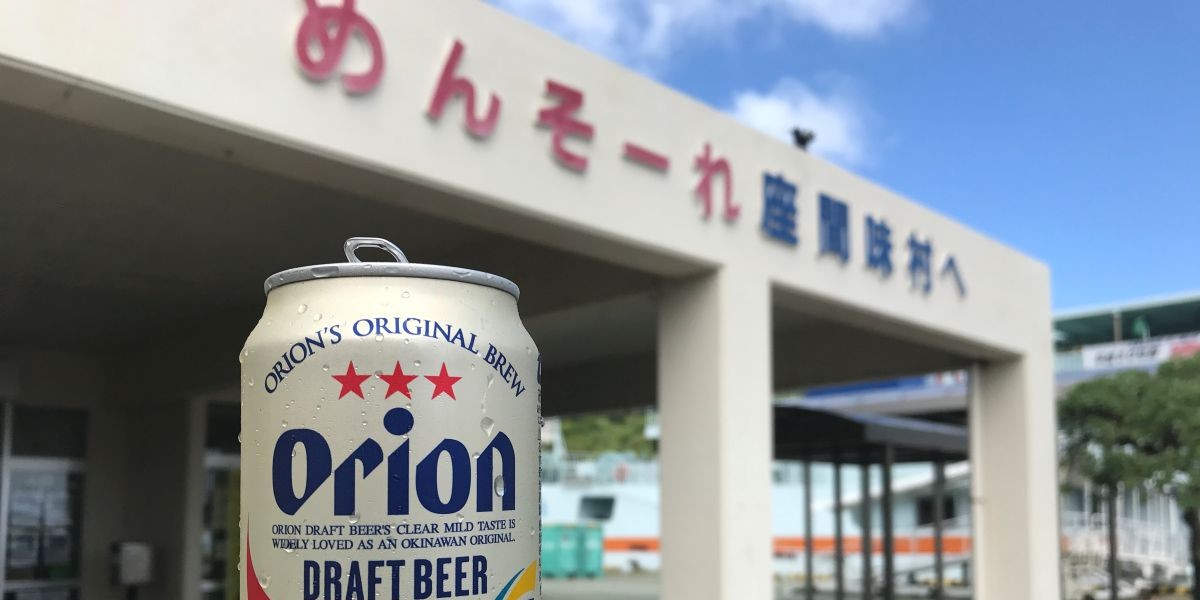 めんそーれ座間味村へ
ORION'S ORIGINAL BREW
Orion
ORION DRAFT BEER'S CLEAR MILD TASTE IS
WIDELY LOVED AS AN OKINAWAN ORIGINAL.
DRAFT BEER